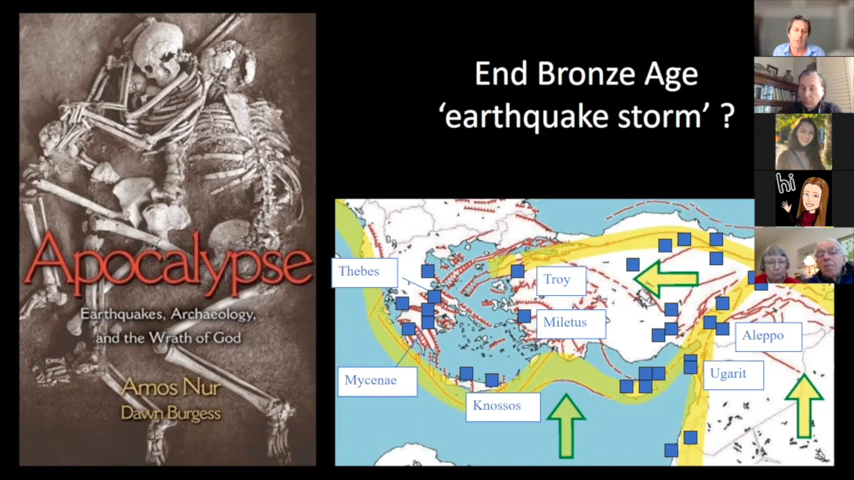 End Bronze Age
‘earthquake storm’ ?
hi
Apocalypse
Earthquakes, Archaeology,
and the Wrath of God
Amos Nur
Dawn Burgess
Thebes
Troy
Miletus
Aleppo
Mycenae
Ugarit
Knossos